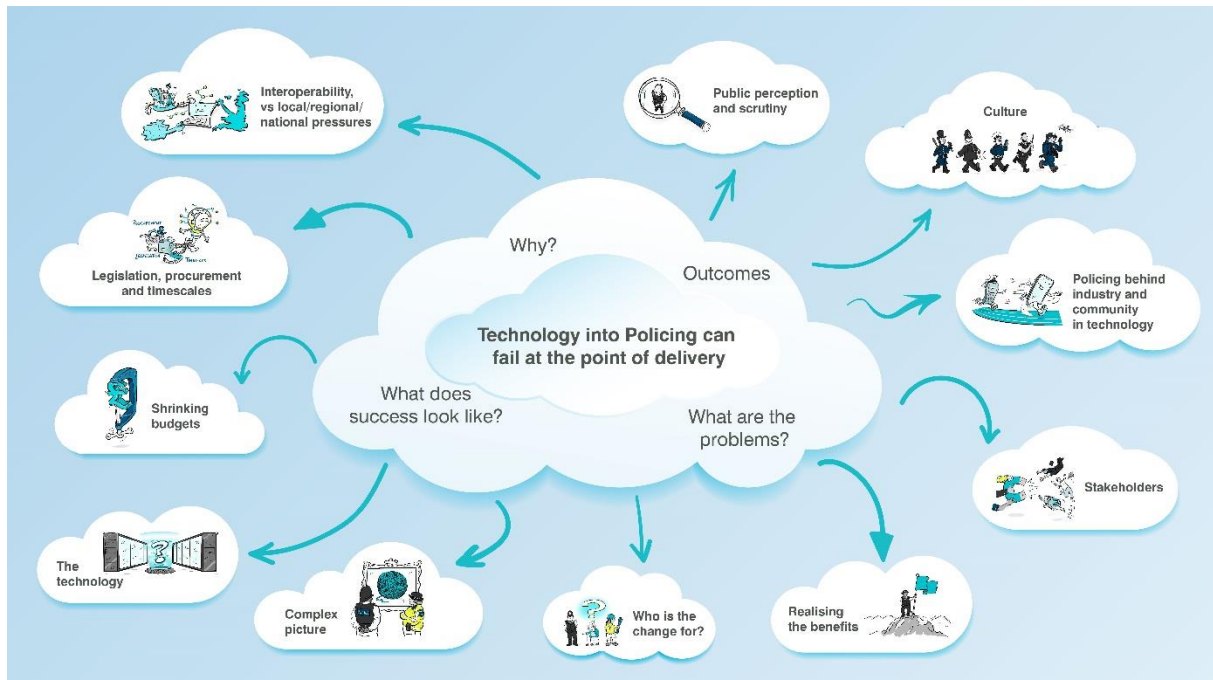 Interoperability,
vs local/regional/
national pressures
Public perception
and scrutiny
Culture
Legislation, procurement
and timescales
Policing behind
industry and
community
in technology
Why?
Outcomes
Technology into Policing can
fail at the point of delivery
What does
success look like?
What are the
problems?
Shrinking
budgets
Stakeholders
The
technology
?
Complex
picture
?
Who is the
change for?
Realising
the benefits